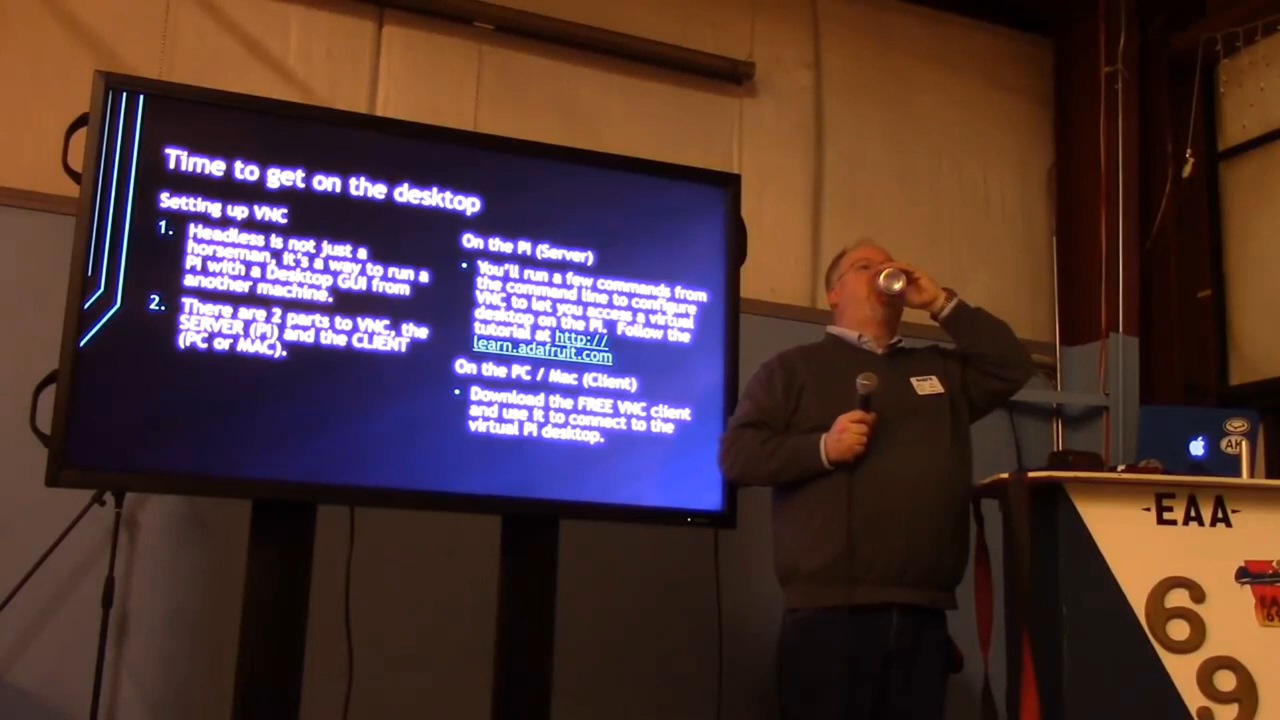 Time to get on the desktop
Setting up VNC
1. Headless is not just a
horseman, it's a way to run a
PI with a Desktop GUI from
another machine.
2. There are 2 parts to VNC, the
SERVER (PI) and the CLIENT
(PC or MAC).
On the Pi (Server)
• You'll run a few commands from
the command line to configure
VNC to let you access a virtual
desktop on the Pi. Follow the
tutorial at http://
learn.adafruit.com
On the PC / Mac (Client)
• Download the FREE VNC client
and use it to connect to the
virtual Pi desktop.
AK
EAA
6
9